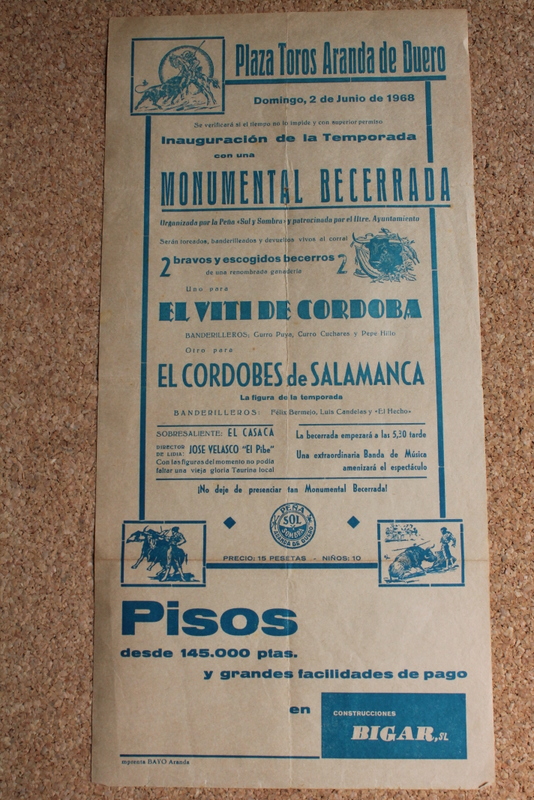 Plaza Toros Aranda de Duero
Domingo, 2 de Junio de 1968
Se verificará si el tiempo no lo impide y con superior permiso
Inauguración de la Temporada
con una
MONUMENTAL BECERRADA
Organizada por la Peña «Sol y Sombra» y patrocinada por el Iltre. Ayuntamiento
Serán toreados, banderilleados y devueltos vivos al corral
2 bravos y escogidos becerros 2
de una renombrada ganadería
Uno para
EL VITI DE CORDOBA
BANDERILLEROS: Curro Puya, Curro Cuchares y Pepe Hillo
Otro para
EL CORDOBES de SALAMANCA
La figura de la temporada
BANDERILLEROS: Félix Bermejo, Luis Candelas y «El Hacho»
SOBRESALIENTE: EL CASACA
DIRECTOR DE LIDIA: JOSE VELASCO "El Pibe"
Con las figuras del momento no podía
faltar una vieja gloria Taurina local
La becerrada empezará a las 5,30 tarde
Una extraordinaria Banda de Música
amenizará el espectáculo
¡No deje de presenciar tan Monumental Becerrada!
PEÑA
SOL
y SOMBRA
ARANDA DE DUERO
PRECIO: 15 PESETAS - NIÑOS: 10
Pisos
desde 145.000 ptas.
y grandes facilidades de pago
en
CONSTRUCCIONES
BIGAR, SL
Imprenta BAYO Aranda